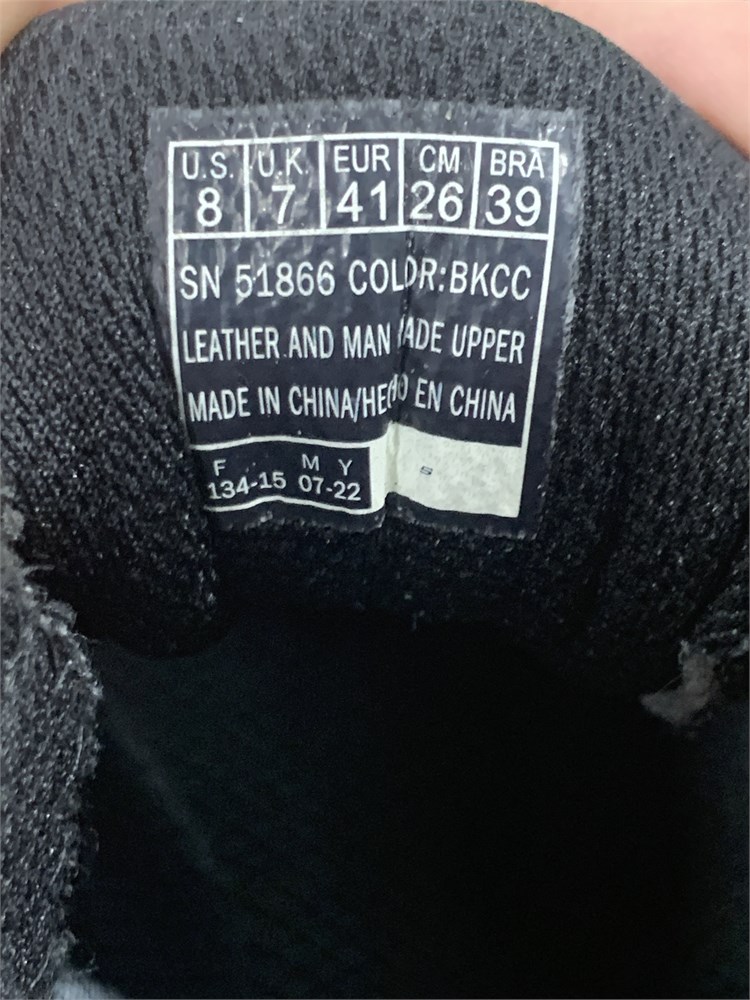 U.S. U.K. EUR CM BRA
8 7 41 26 39
SN 51866 COLOR:BKCC
LEATHER AND MAN MADE UPPER
MADE IN CHINA/HECHO EN CHINA
F M Y
134-15 07-22